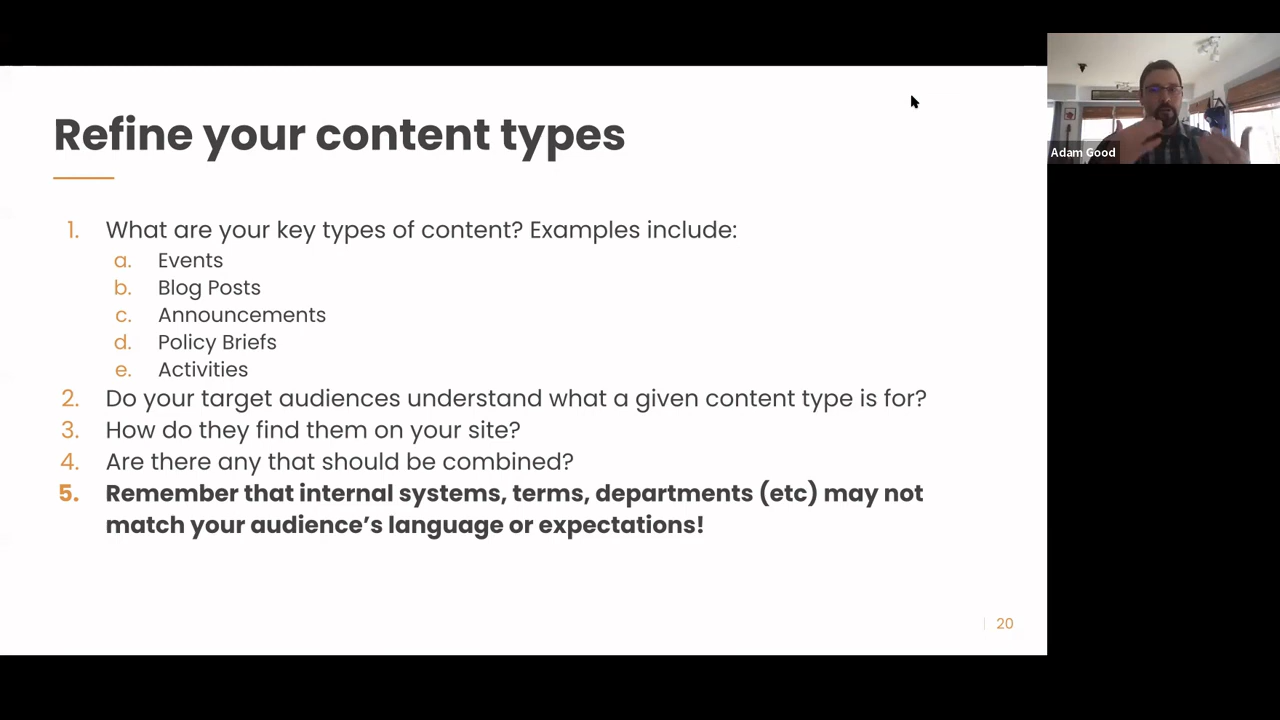 Refine your content types
1. What are your key types of content? Examples include:
a. Events
b. Blog Posts
c. Announcements
d. Policy Briefs
e. Activities
2. Do your target audiences understand what a given content type is for?
3. How do they find them on your site?
4. Are there any that should be combined?
5. Remember that internal systems, terms, departments (etc) may not
match your audience’s language or expectations!
20
Adam Good